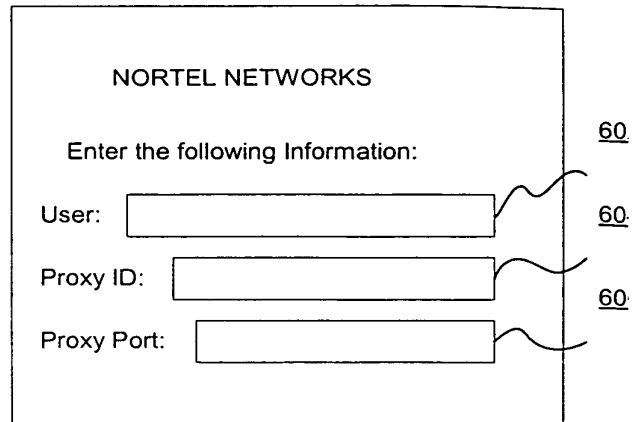 NORTEL NETWORKS
Enter the following Information:
User:
Proxy ID:
Proxy Port: